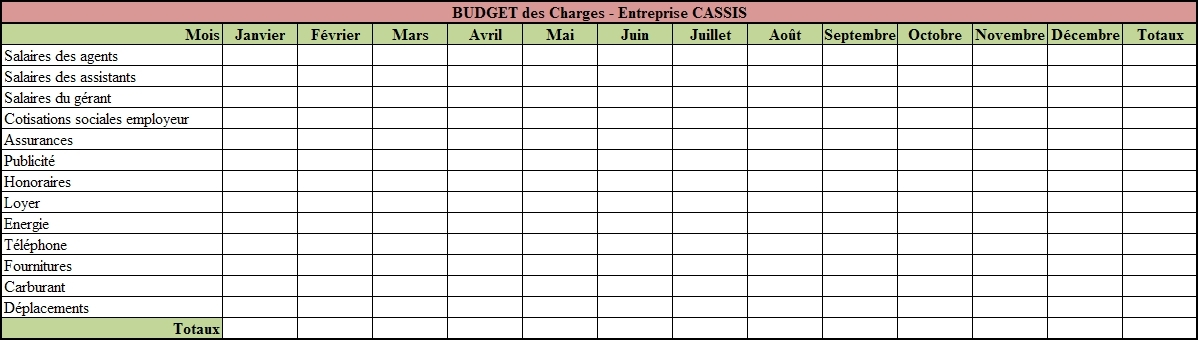 BUDGET des Charges - Entreprise CASSIS
Mois Janvier Février Mars Avril Mai Juin Juillet Août Septembre Octobre Novembre Décembre Totaux
Salaires des agents
Salaires des assistants
Salaires du gérant
Cotisations sociales employeur
Assurances
Publicité
Honoraires
Loyer
Energie
Téléphone
Fournitures
Carburant
Déplacements
Totaux